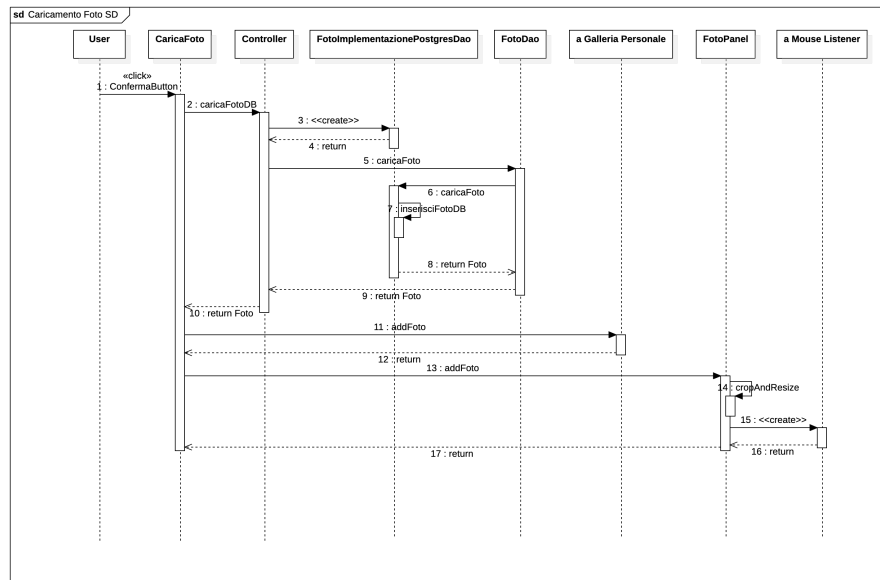 sd Caricamento Foto SD
User
CaricaFoto
Controller
FotoImplementazionePostgresDao
FotoDao
a Galleria Personale
FotoPanel
a Mouse Listener
«click»
1 : ConfermaButton
2 : caricaFotoDB
3 : <<create>>
4 : return
5 : caricaFoto
6 : caricaFoto
7 : inserisciFotoDB
8 : return Foto
9 : return Foto
10 : return Foto
11 : addFoto
12 : return
13 : addFoto
14 : cropAndResize
15 : <<create>>
16 : return
17 : return